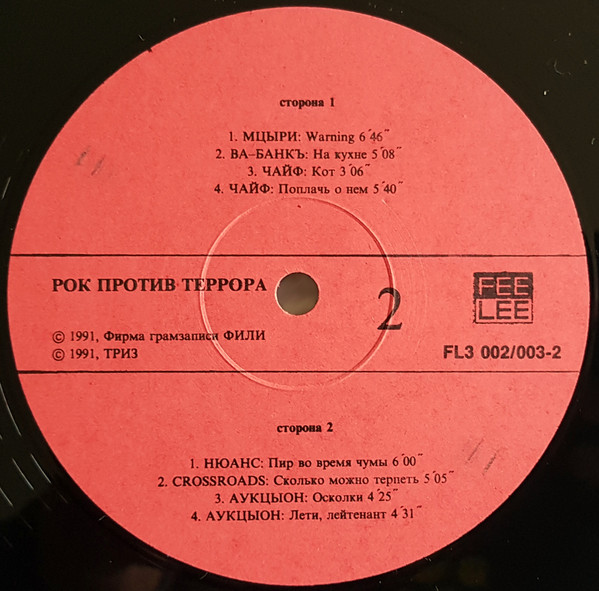 сторона 1
1. МЦЫРИ: Warning 6´46˝
2. ВА–БАНКЪ: На кухне 5´08˝
3. ЧАЙФ: Кот 3´06˝
4. ЧАЙФ: Поплачь о нем 5´40˝
РОК ПРОТИВ ТЕРРОРА
2
FEE
LEE
© 1991, Фирма грамзаписи ФИЛИ
© 1991, ТРИЗ
FL3 002/003-2
сторона 2
1. НЮАНС: Пир во время чумы 6´00˝
2. CROSSROADS: Сколько можно терпеть 5´05˝
3. АУКЦЫОН: Осколки 4´25˝
4. АУКЦЫОН: Лети, лейтенант 4´31˝